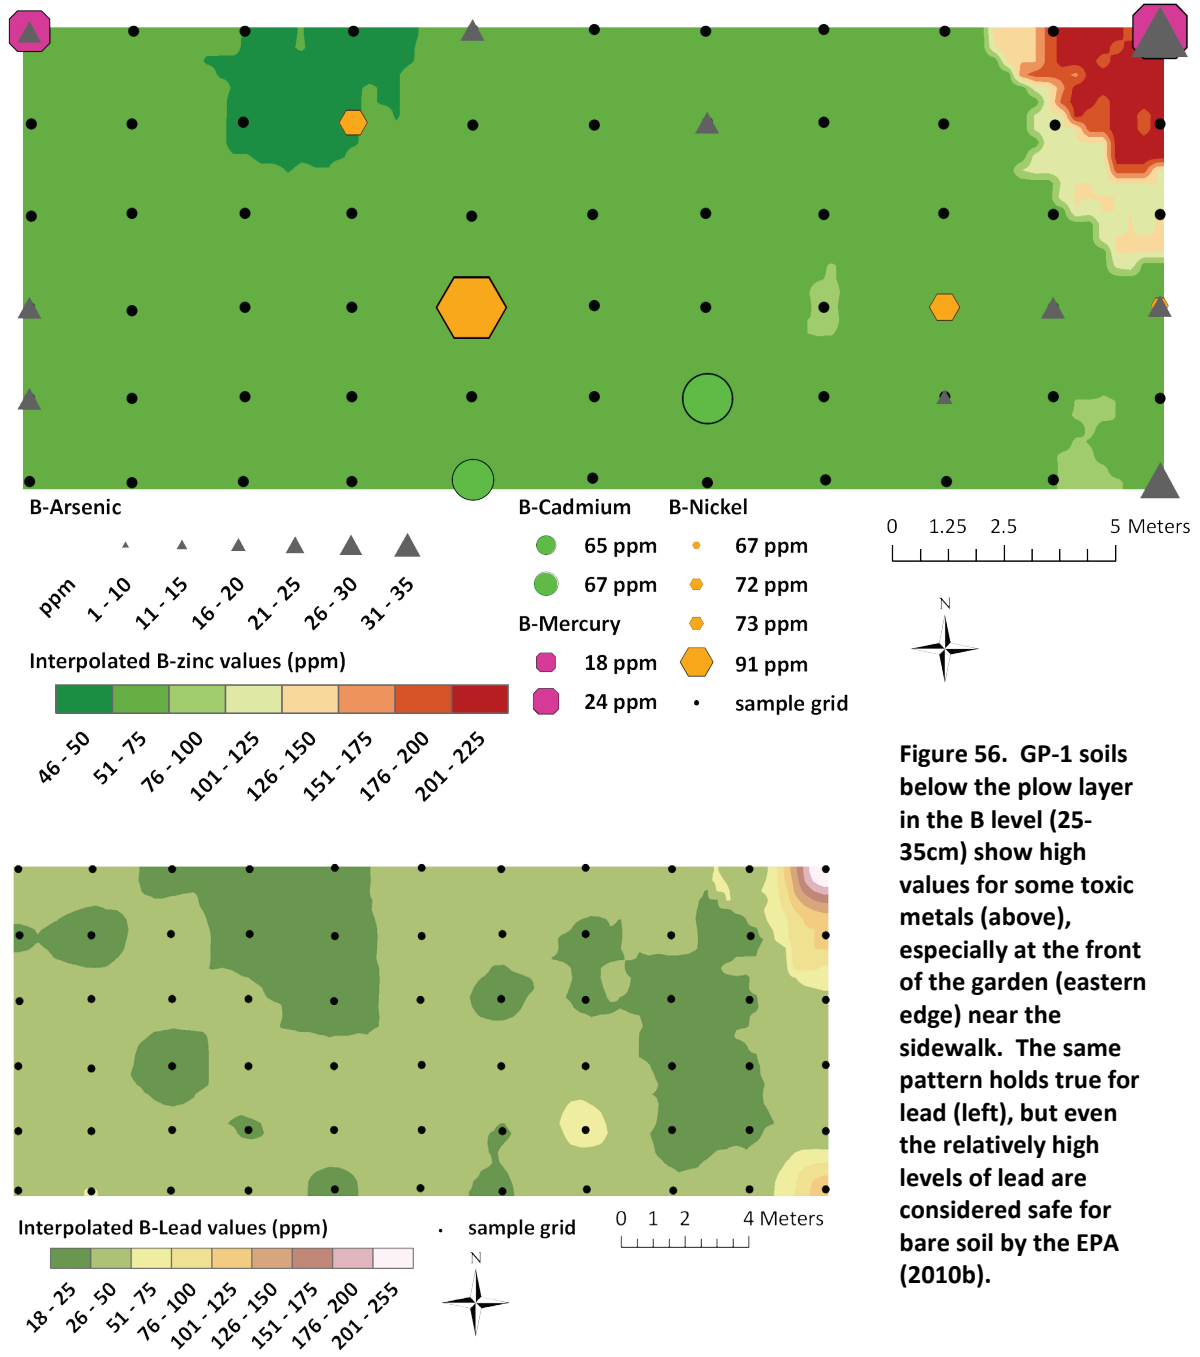 B-Arsenic
ppm
1 - 10
11 - 15
16 - 20
21 - 25
26 - 30
31 - 35
B-Cadmium
65 ppm
67 ppm
B-Mercury
18 ppm
24 ppm
B-Nickel
67 ppm
72 ppm
73 ppm
91 ppm
sample grid
0 1.25 2.5 5 Meters
N
Interpolated B-zinc values (ppm)
46 - 50
51 - 75
76 - 100
101 - 125
126 - 150
151 - 175
176 - 200
201 - 225
Figure 56. GP-1 soils
below the plow layer
in the B level (25-
35cm) show high
values for some toxic
metals (above),
especially at the front
of the garden (eastern
edge) near the
sidewalk. The same
pattern holds true for
lead (left), but even
the relatively high
levels of lead are
considered safe for
bare soil by the EPA
(2010b).
Interpolated B-Lead values (ppm)
18 - 25
26 - 50
51 - 75
76 - 100
101 - 125
126 - 150
151 - 175
176 - 200
201 - 255
sample grid
N
0 1 2 4 Meters